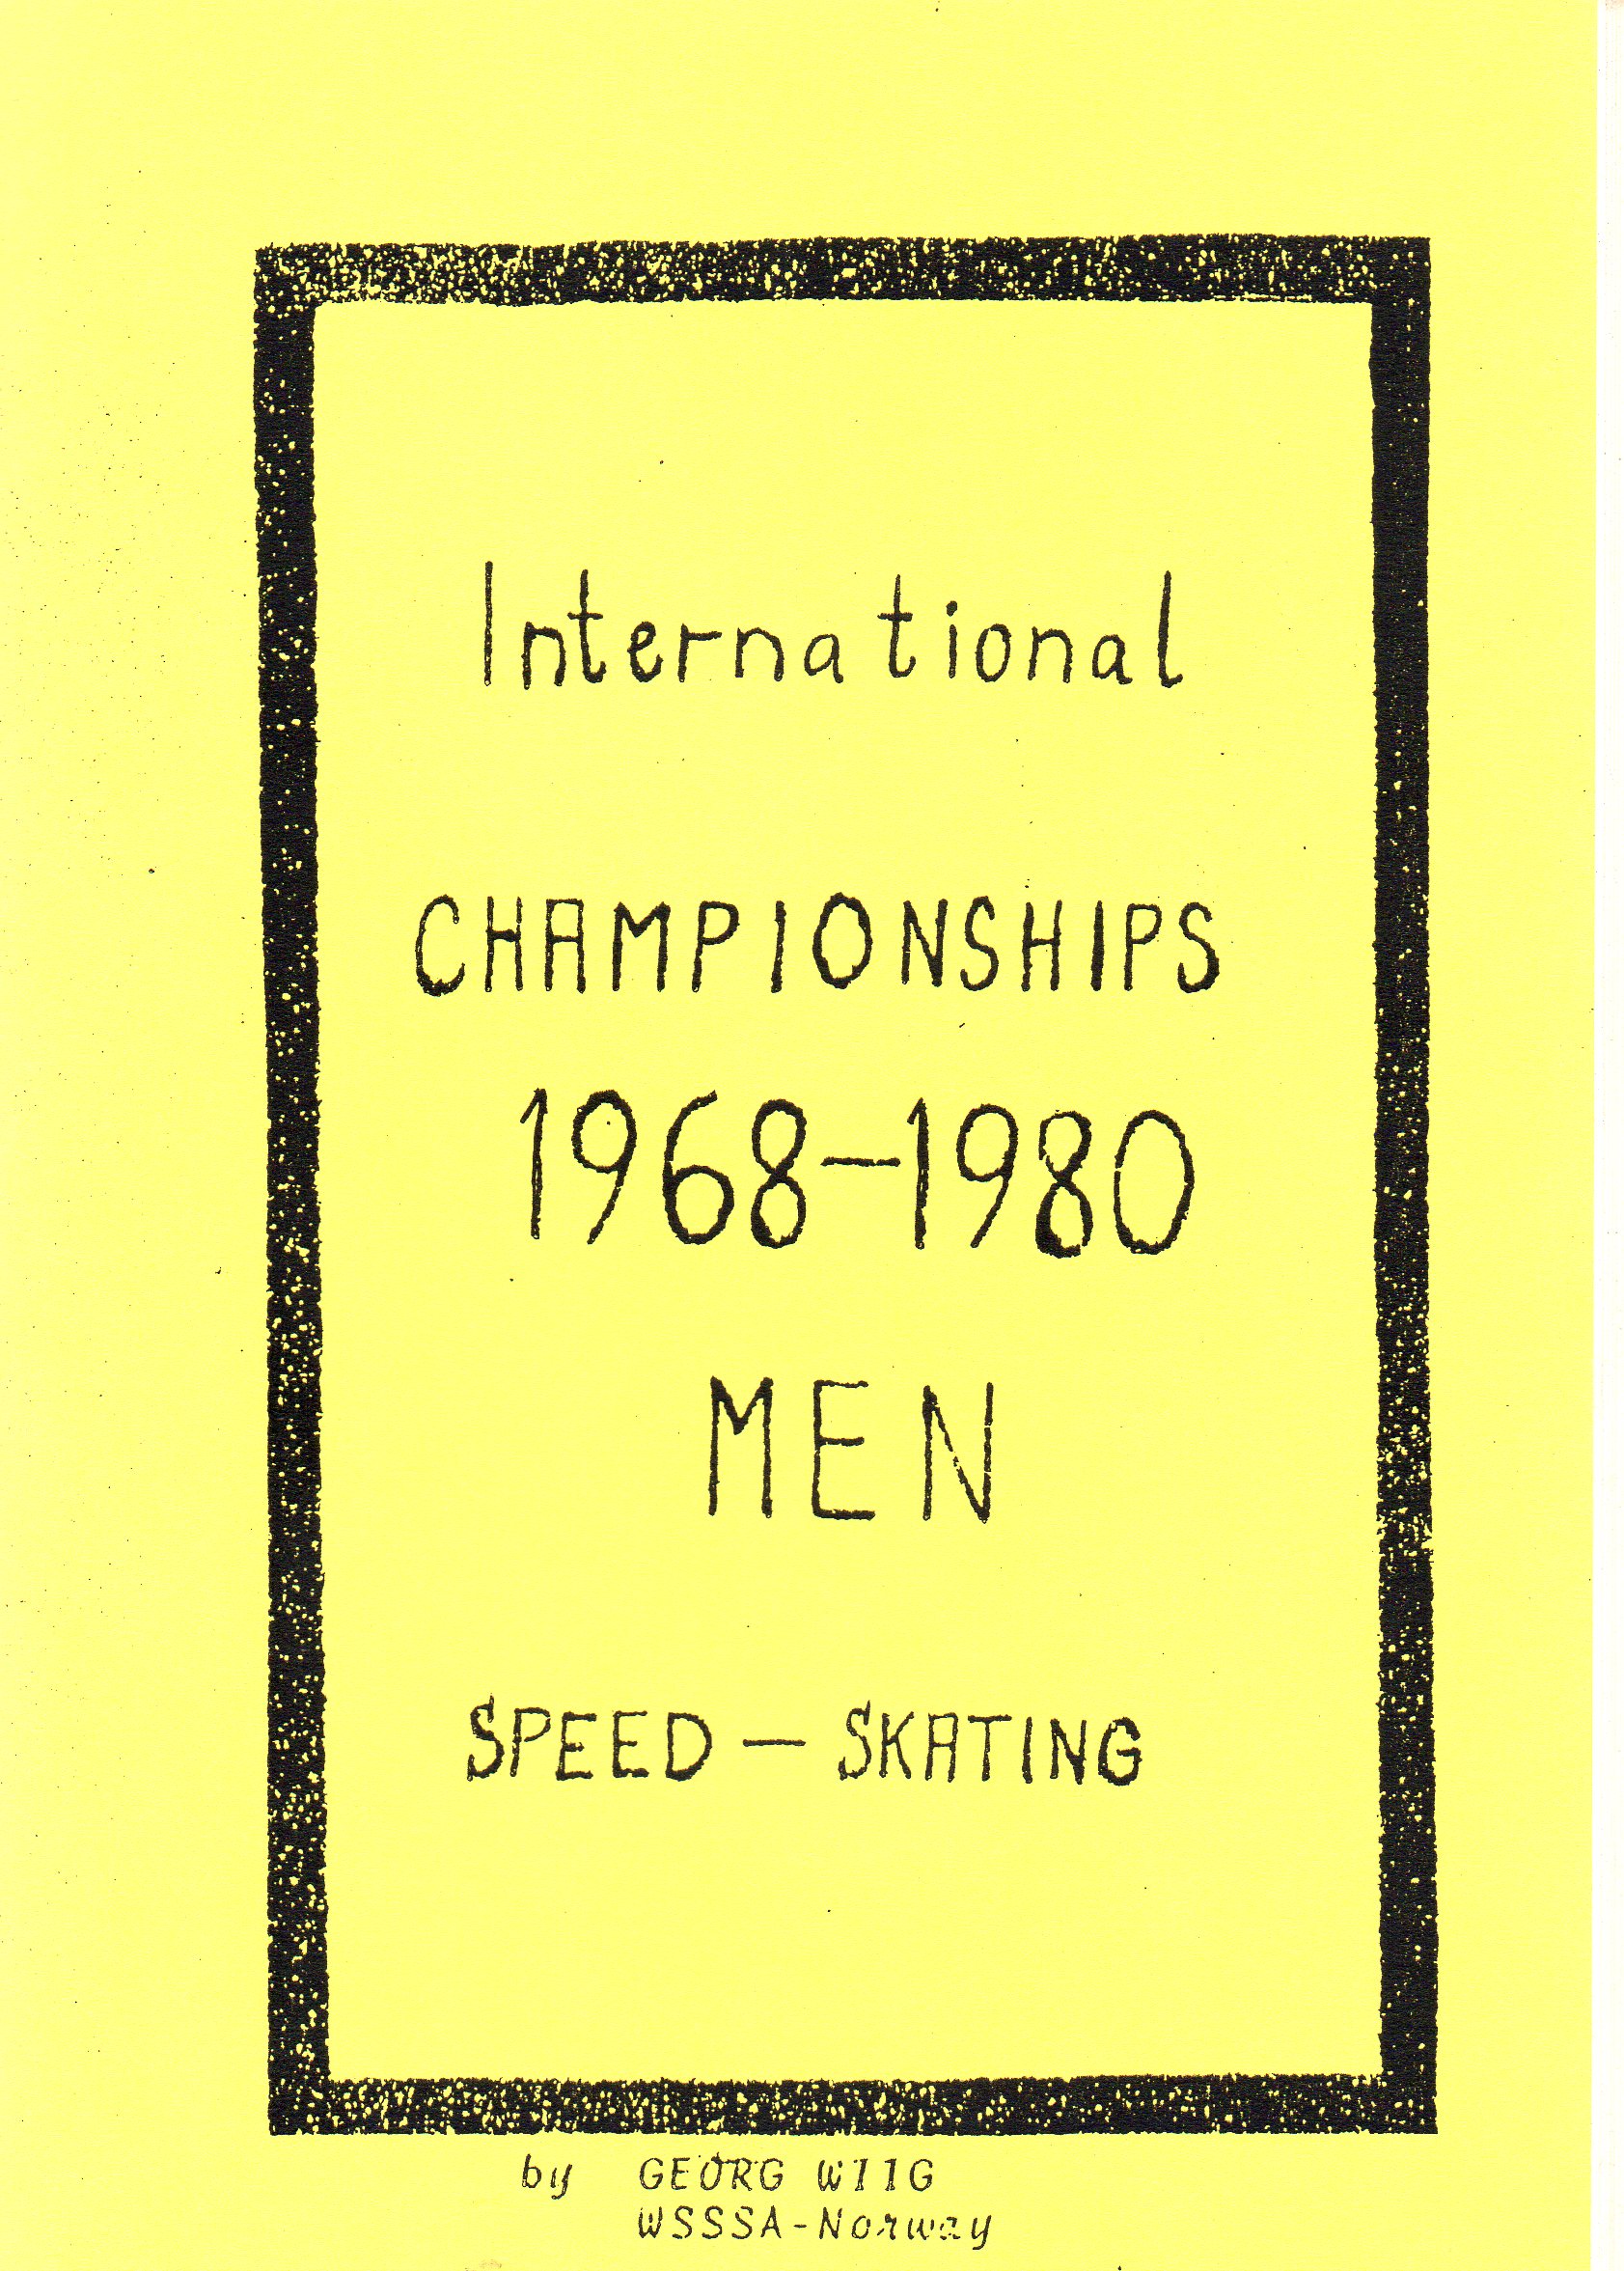 International
CHAMPIONSHIPS
1968-1980
MEN
SPEED - SKATING
by GEORG WIIG
WSSSA-Norway